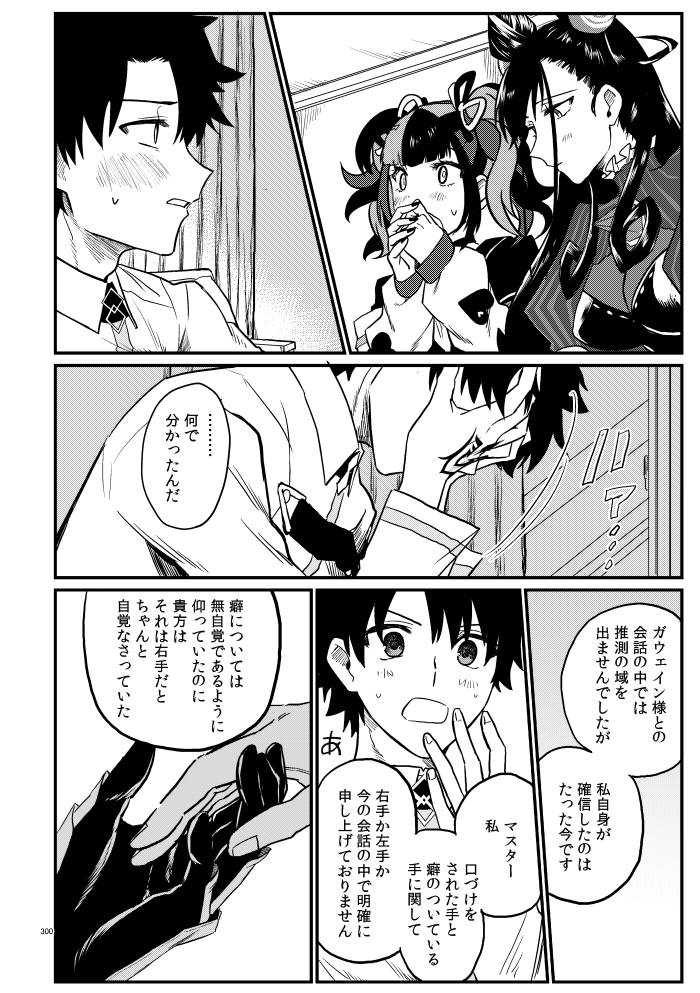 ………
何で
分かったんだ
ハァ…。
ガウェイン様との
会話の中では
推測の域を
出ませんでしたが
私自身が
確信したのは
たった今です
マスター
私
口づけを
された手と
癖のついている
手に関して
右手か左手か
今の会話の中で明確に
申し上げておりません
あ
癖については
無自覚であるように
仰っていたのに
貴方は
それは右手だと
ちゃんと
自覚なさっていた
300